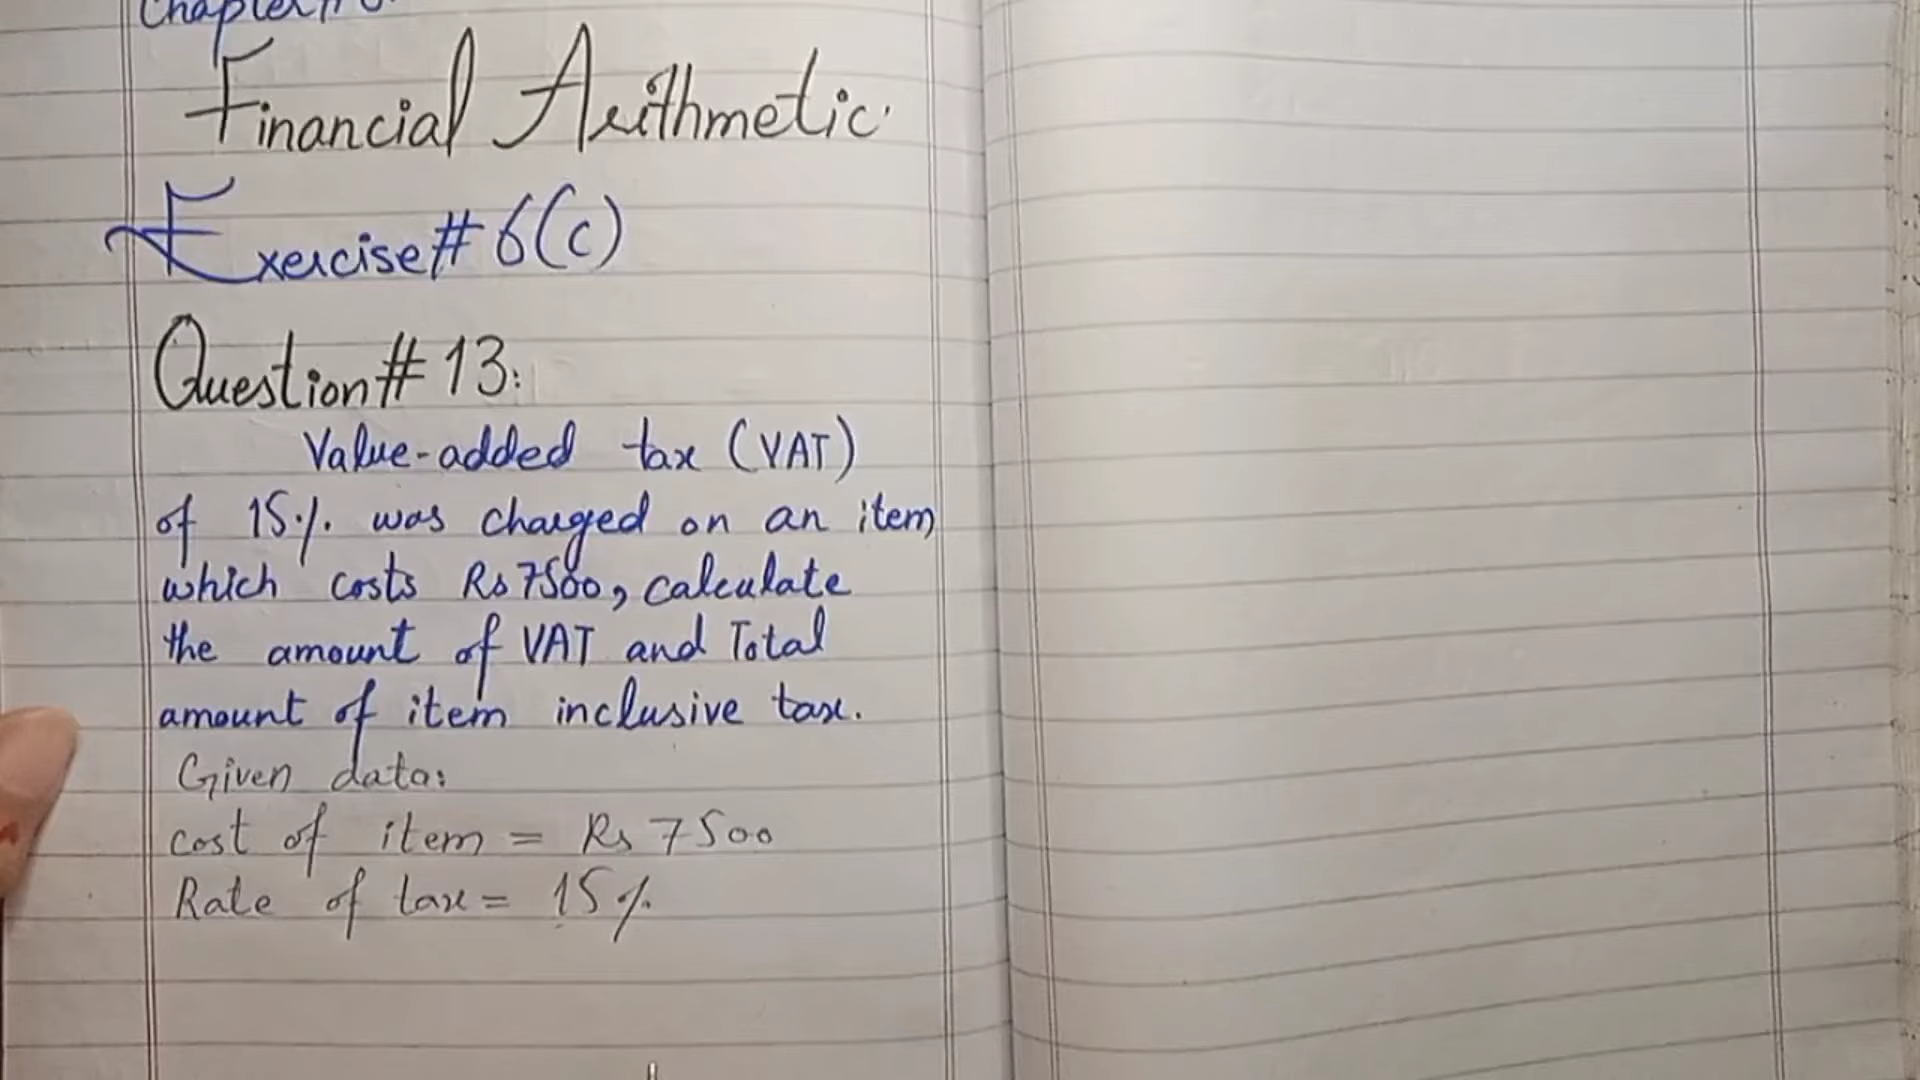 Chapter#6
Financial Arithmetic.
Exercise# 6(c)
Question# 13:
Value-added tax (VAT)
of 15% was charged on an item
which costs Rs 7500, calculate
the amount of VAT and Total
amount of item inclusive tax.
Given data:
cost of item = Rs 7500
Rate of tax = 15%